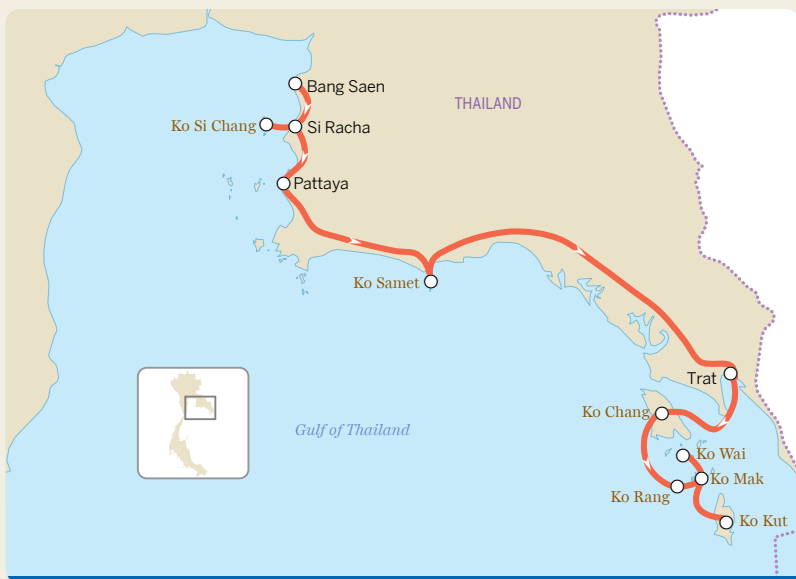 Bang Saen
THAILAND
Ko Si Chang
Si Racha
Pattaya
Ko Samet
Trat
Ko Chang
Gulf of Thailand
Ko Wai
Ko Mak
Ko Rang
Ko Kut